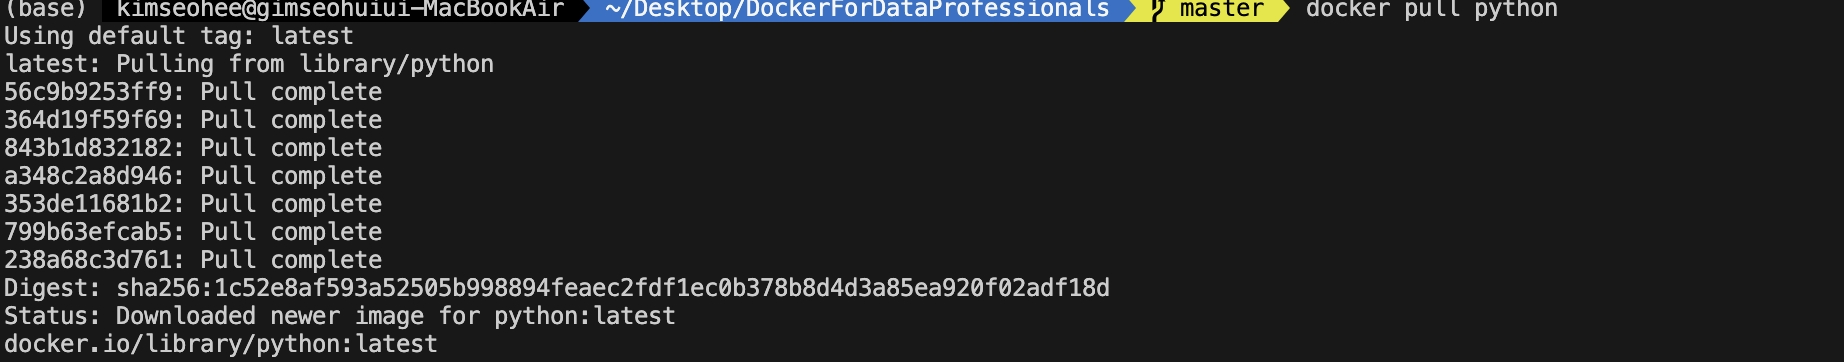 (base) kimseohee@gimseohuiui-MacBookAir ~/Desktop/DockerForDataProfessionals master docker pull python
Using default tag: latest
latest: Pulling from library/python
56c9b9253ff9: Pull complete
364d19f59f69: Pull complete
843b1d832182: Pull complete
a348c2a8d946: Pull complete
353de11681b2: Pull complete
799b63efcab5: Pull complete
238a68c3d761: Pull complete
Digest: sha256:1c52e8af593a52505b998894feaec2fdf1ec0b378b8d4d3a85ea920f02adf18d
Status: Downloaded newer image for python:latest
docker.io/library/python:latest